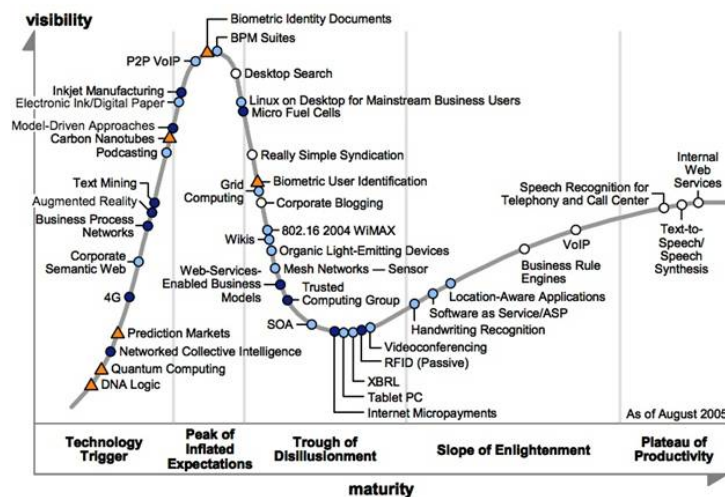 visibility
Biometric Identity Documents
BPM Suites
P2P VoIP
Desktop Search
Inkjet Manufacturing
Electronic Ink/Digital Paper
Linux on Desktop for Mainstream Business Users
Micro Fuel Cells
Model-Driven Approaches
Carbon Nanotubes
Podcasting
Really Simple Syndication
Text Mining
Augmented Reality
Business Process
Networks
Grid
Computing
Biometric User Identification
Corporate Blogging
Corporate
Semantic Web
Wikis
802.16 2004 WiMAX
Organic Light-Emitting Devices
Mesh Networks — Sensor
Web-Services-
Enabled Business
Models
Trusted
Computing Group
4G
SOA
Prediction Markets
Networked Collective Intelligence
Quantum Computing
DNA Logic
Videoconferencing
RFID (Passive)
XBRL
Tablet PC
Internet Micropayments
Location-Aware Applications
Software as Service/ASP
Handwriting Recognition
VoIP
Business Rule
Engines
Speech Recognition for
Telephony and Call Center
Internal
Web
Services
Text-to-
Speech/
Speech
Synthesis
As of August 2005
Technology
Trigger
Peak of
Inflated
Expectations
Trough of
Disillusionment
Slope of Enlightenment
Plateau of
Productivity
maturity